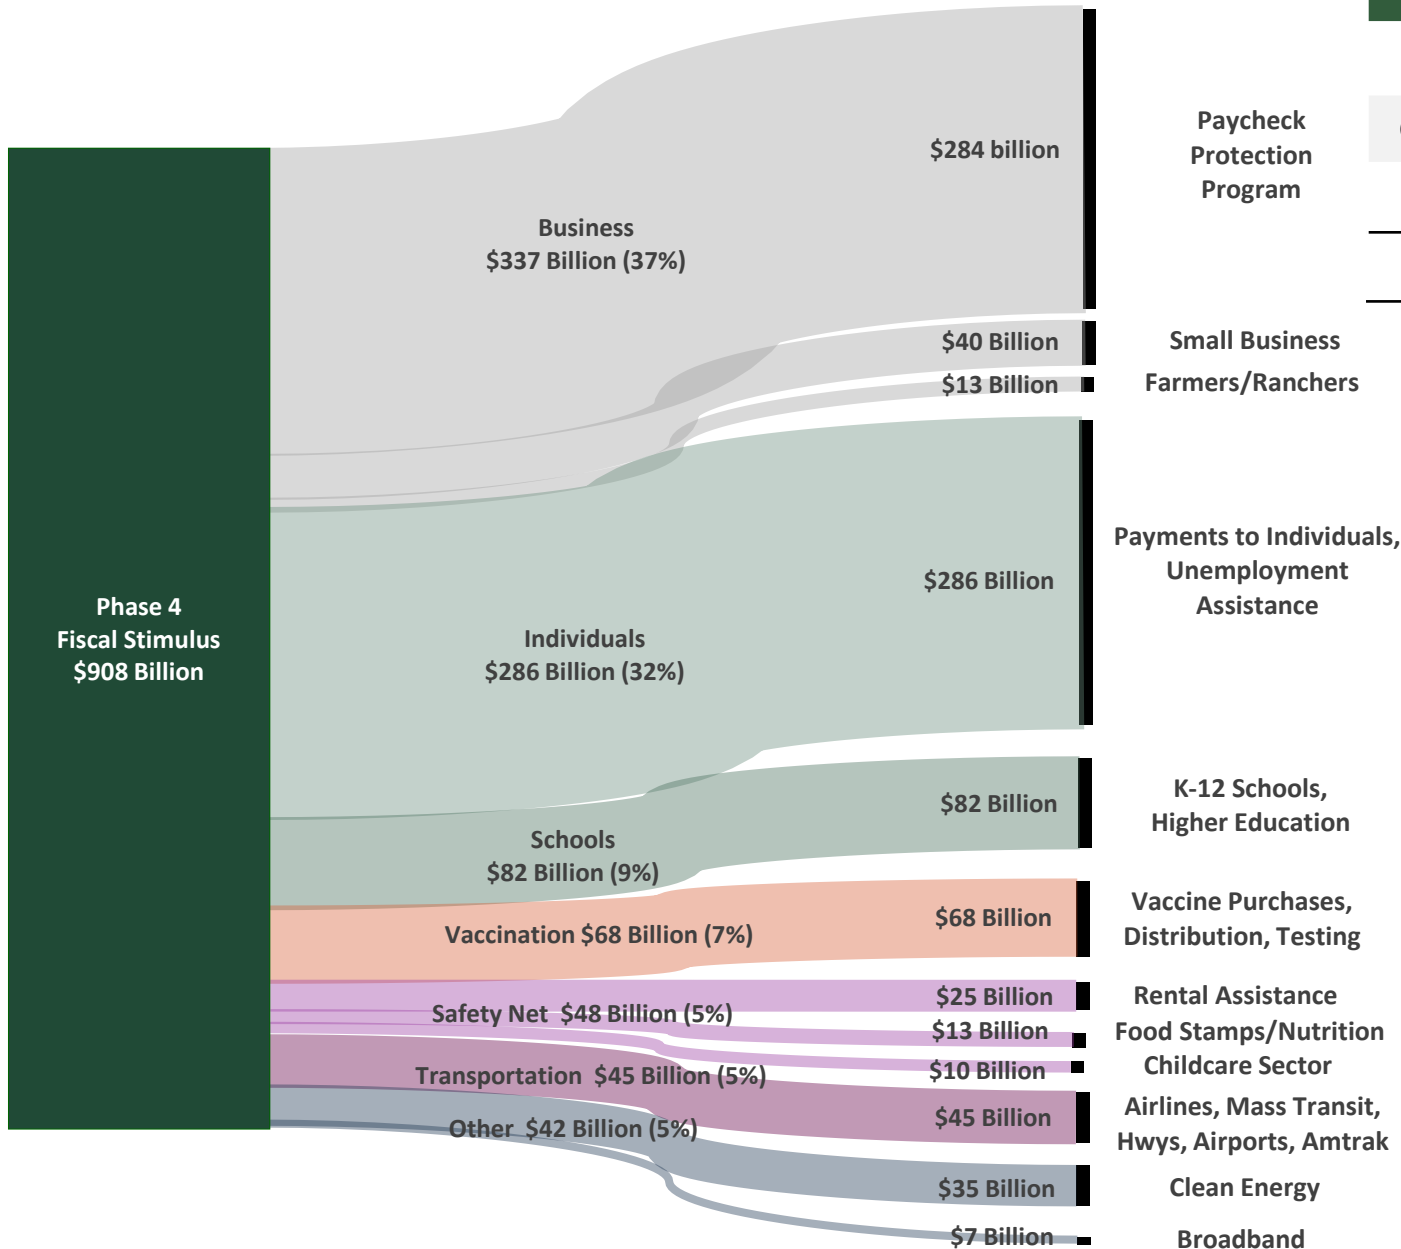 Phase 4
Fiscal Stimulus
$908 Billion
Business
$337 Billion (37%)
Individuals
$286 Billion (32%)
Schools
$82 Billion (9%)
Vaccination $68 Billion (7%)
Safety Net  $48 Billion (5%)
Transportation  $45 Billion (5%)
Other  $42 Billion (5%)
$284 billion
Paycheck
Protection
Program
$40 Billion
Small Business
$13 Billion
Farmers/Ranchers
$286 Billion
Payments to Individuals,
Unemployment
Assistance
$82 Billion
K-12 Schools,
Higher Education
$68 Billion
Vaccine Purchases,
Distribution, Testing
$25 Billion
Rental Assistance
$13 Billion
Food Stamps/Nutrition
$10 Billion
Childcare Sector
$45 Billion
Airlines, Mass Transit,
Hwys, Airports, Amtrak
$35 Billion
Clean Energy
$7 Billion
Broadband